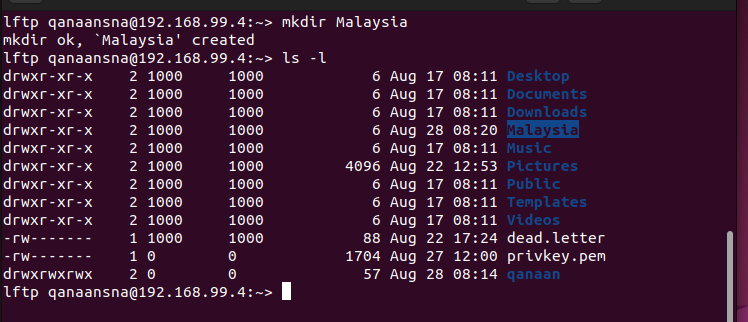 lftp qanaansna@192.168.99.4:~> mkdir Malaysia
mkdir ok, `Malaysia' created
lftp qanaansna@192.168.99.4:~> ls -l
drwxr-xr-x    2 1000     1000            6 Aug 17 08:11 Desktop
drwxr-xr-x    2 1000     1000            6 Aug 17 08:11 Documents
drwxr-xr-x    2 1000     1000            6 Aug 17 08:11 Downloads
drwxr-xr-x    2 1000     1000            6 Aug 28 08:20 Malaysia
drwxr-xr-x    2 1000     1000            6 Aug 17 08:11 Music
drwxr-xr-x    2 1000     1000         4096 Aug 22 12:53 Pictures
drwxr-xr-x    2 1000     1000            6 Aug 17 08:11 Public
drwxr-xr-x    2 1000     1000            6 Aug 17 08:11 Templates
drwxr-xr-x    2 1000     1000            6 Aug 17 08:11 Videos
-rw-------    1 1000     1000           88 Aug 22 17:24 dead.letter
-rw-------    1 0        0            1704 Aug 27 12:00 privkey.pem
drwxrwxrwx    2 0        0              57 Aug 28 08:14 qanaan
lftp qanaansna@192.168.99.4:~>